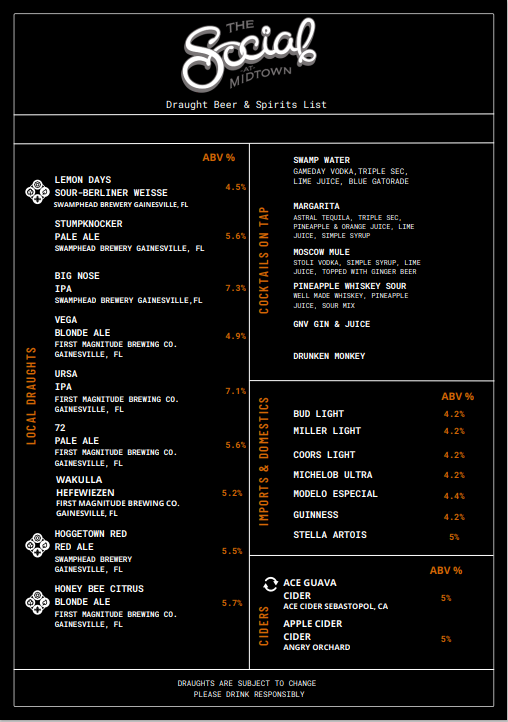 THE
Social
-AT-
MIDTOWN
Draught Beer & Spirits List
LOCAL DRAUGHTS
ABV %
LEMON DAYS
SOUR-BERLINER WEISSE
SWAMPHEAD BREWERY GAINESVILLE, FL
4.5%
STUMPKNOCKER
PALE ALE
SWAMPHEAD BREWERY GAINESVILLE, FL
5.6%
BIG NOSE
IPA
SWAMPHEAD BREWERY GAINESVILLE,FL
7.3%
VEGA
BLONDE ALE
FIRST MAGNITUDE BREWING CO.
GAINESVILLE, FL
4.9%
URSA
IPA
FIRST MAGNITUDE BREWING CO.
GAINESVILLE, FL
7.1%
72
PALE ALE
FIRST MAGNITUDE BREWING CO.
GAINESVILLE, FL
5.6%
WAKULLA
HEFEWIEZEN
FIRST MAGNITUDE BREWING CO.
GAINESVILLE, FL
5.2%
HOGGETOWN RED
RED ALE
SWAMPHEAD BREWERY
GAINESVILLE, FL
5.5%
HONEY BEE CITRUS
BLONDE ALE
FIRST MAGNITUDE BREWING CO.
GAINESVILLE, FL
5.7%
COCKTAILS ON TAP
SWAMP WATER
GAMEDAY VODKA,TRIPLE SEC,
LIME JUICE, BLUE GATORADE
MARGARITA
ASTRAL TEQUILA, TRIPLE SEC,
PINEAPPLE & ORANGE JUICE, LIME
JUICE, SIMPLE SYRUP
MOSCOW MULE
STOLI VODKA, SIMPLE SYRUP, LIME
JUICE, TOPPED WITH GINGER BEER
PINEAPPLE WHISKEY SOUR
WELL MADE WHISKEY, PINEAPPLE
JUICE, SOUR MIX
GNV GIN & JUICE
DRUNKEN MONKEY
IMPORTS & DOMESTICS
ABV %
BUD LIGHT 4.2%
MILLER LIGHT 4.2%
COORS LIGHT 4.2%
MICHELOB ULTRA 4.2%
MODELO ESPECIAL 4.4%
GUINNESS 4.2%
STELLA ARTOIS 5%
CIDERS
ABV %
ACE GUAVA
CIDER
ACE CIDER SEBASTOPOL, CA
5%
APPLE CIDER
CIDER
ANGRY ORCHARD
5%
DRAUGHTS ARE SUBJECT TO CHANGE
PLEASE DRINK RESPONSIBLY